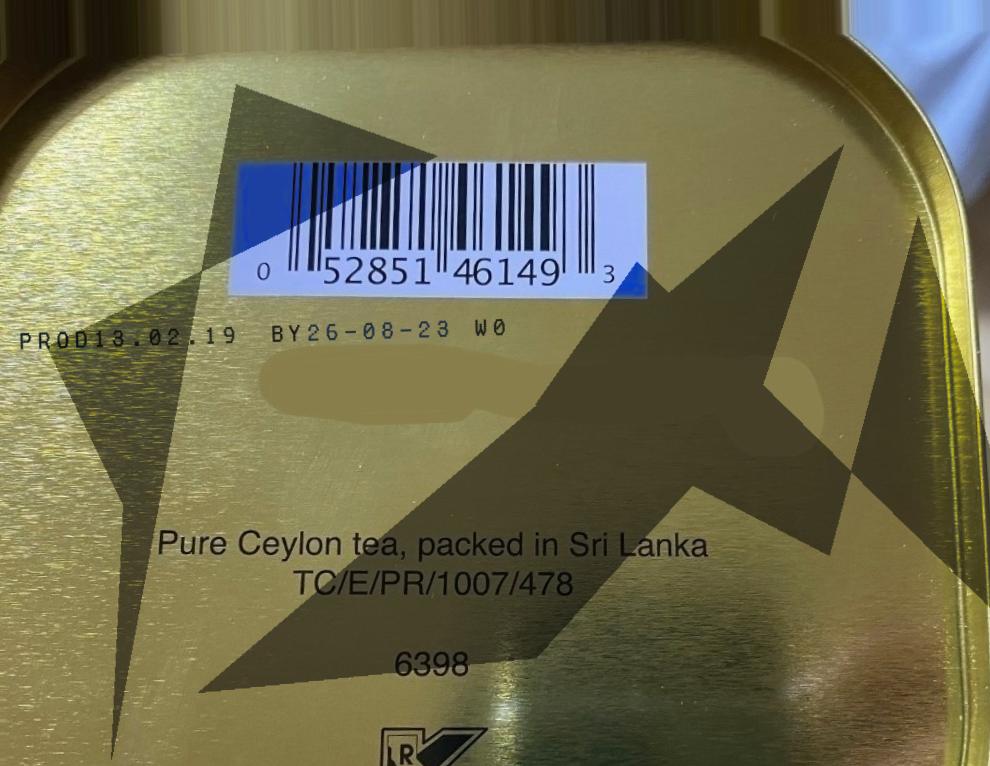 0 52851 46149 3
PROD13.02.19 BY26-08-23 W0
Pure Ceylon tea, packed in Sri Lanka
TC/E/PR/1007/478
6398
R